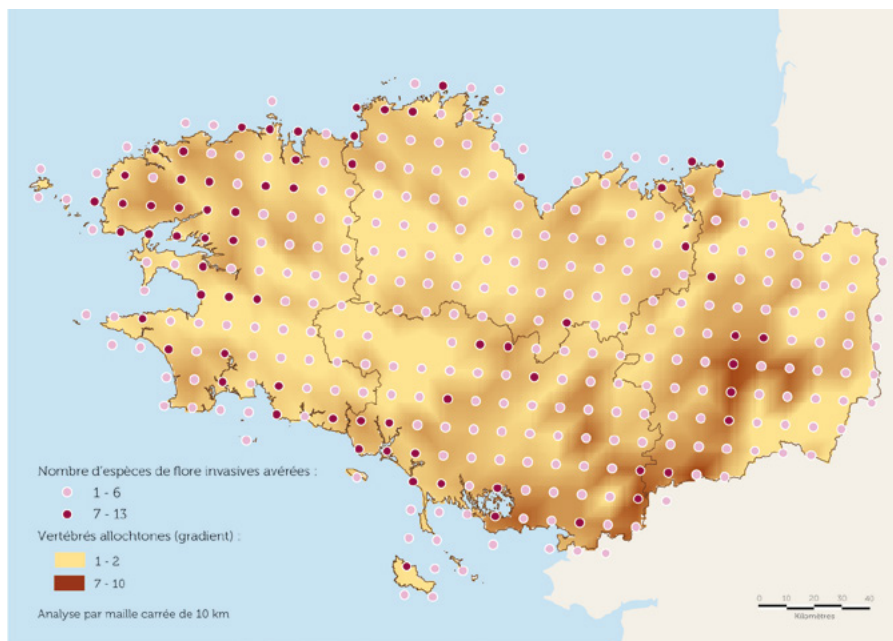 Nombre d'espèces de flore invasives avérées :
1 - 6
7 - 13
Vertébrés allochtones (gradient) :
1 - 2
7 - 10
Analyse par maille carrée de 10 km
0 10 20 30 40
Kilomètres